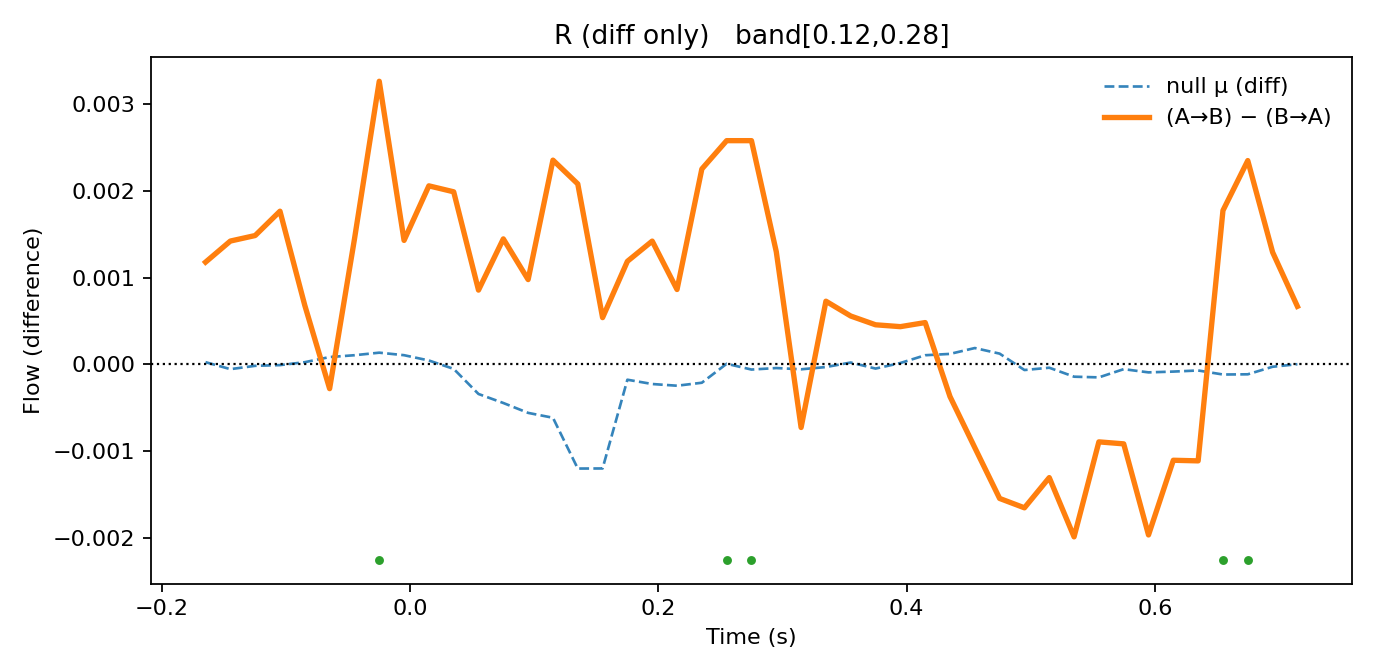 R (diff only)   band[0.12,0.28]
null μ (diff)
(A→B) − (B→A)
Flow (difference)
0.003
0.002
0.001
0.000
−0.001
−0.002
−0.2
0.0
0.2
0.4
0.6
Time (s)